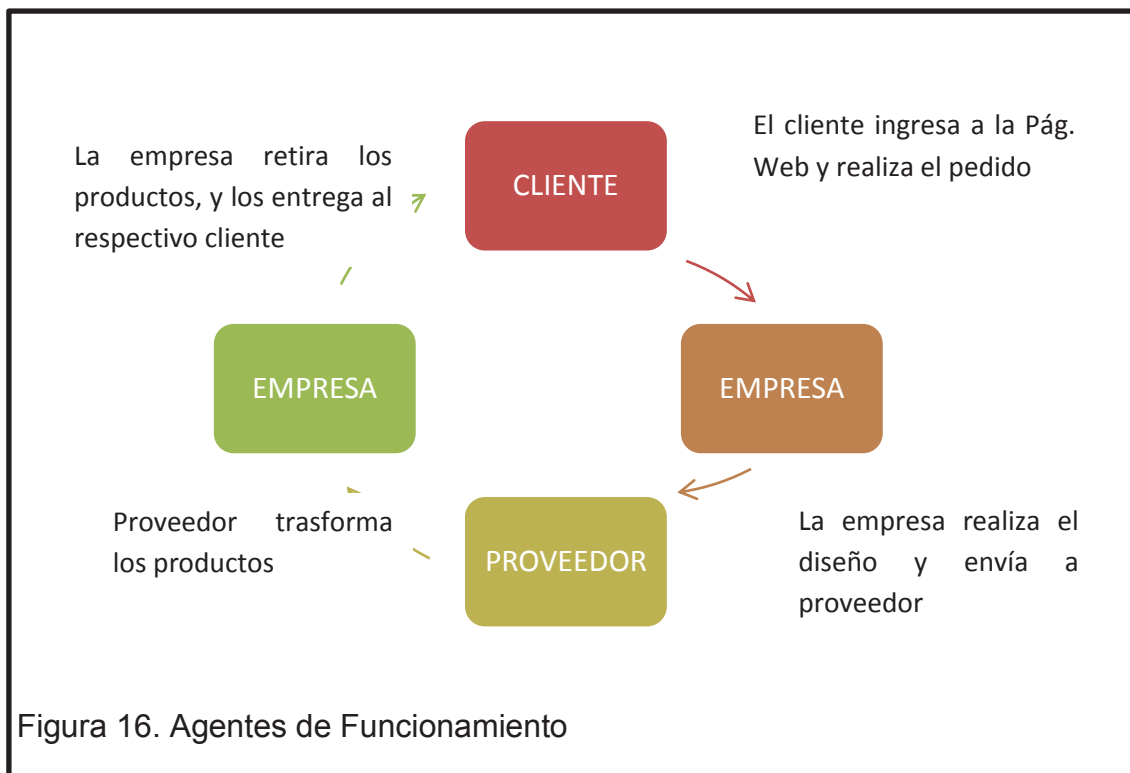 La empresa retira los
productos, y los entrega al
respectivo cliente
CLIENTE
El cliente ingresa a la Pág.
Web y realiza el pedido
EMPRESA
EMPRESA
Proveedor trasforma
los productos
PROVEEDOR
La empresa realiza el
diseño y envía a
proveedor
Figura 16. Agentes de Funcionamiento